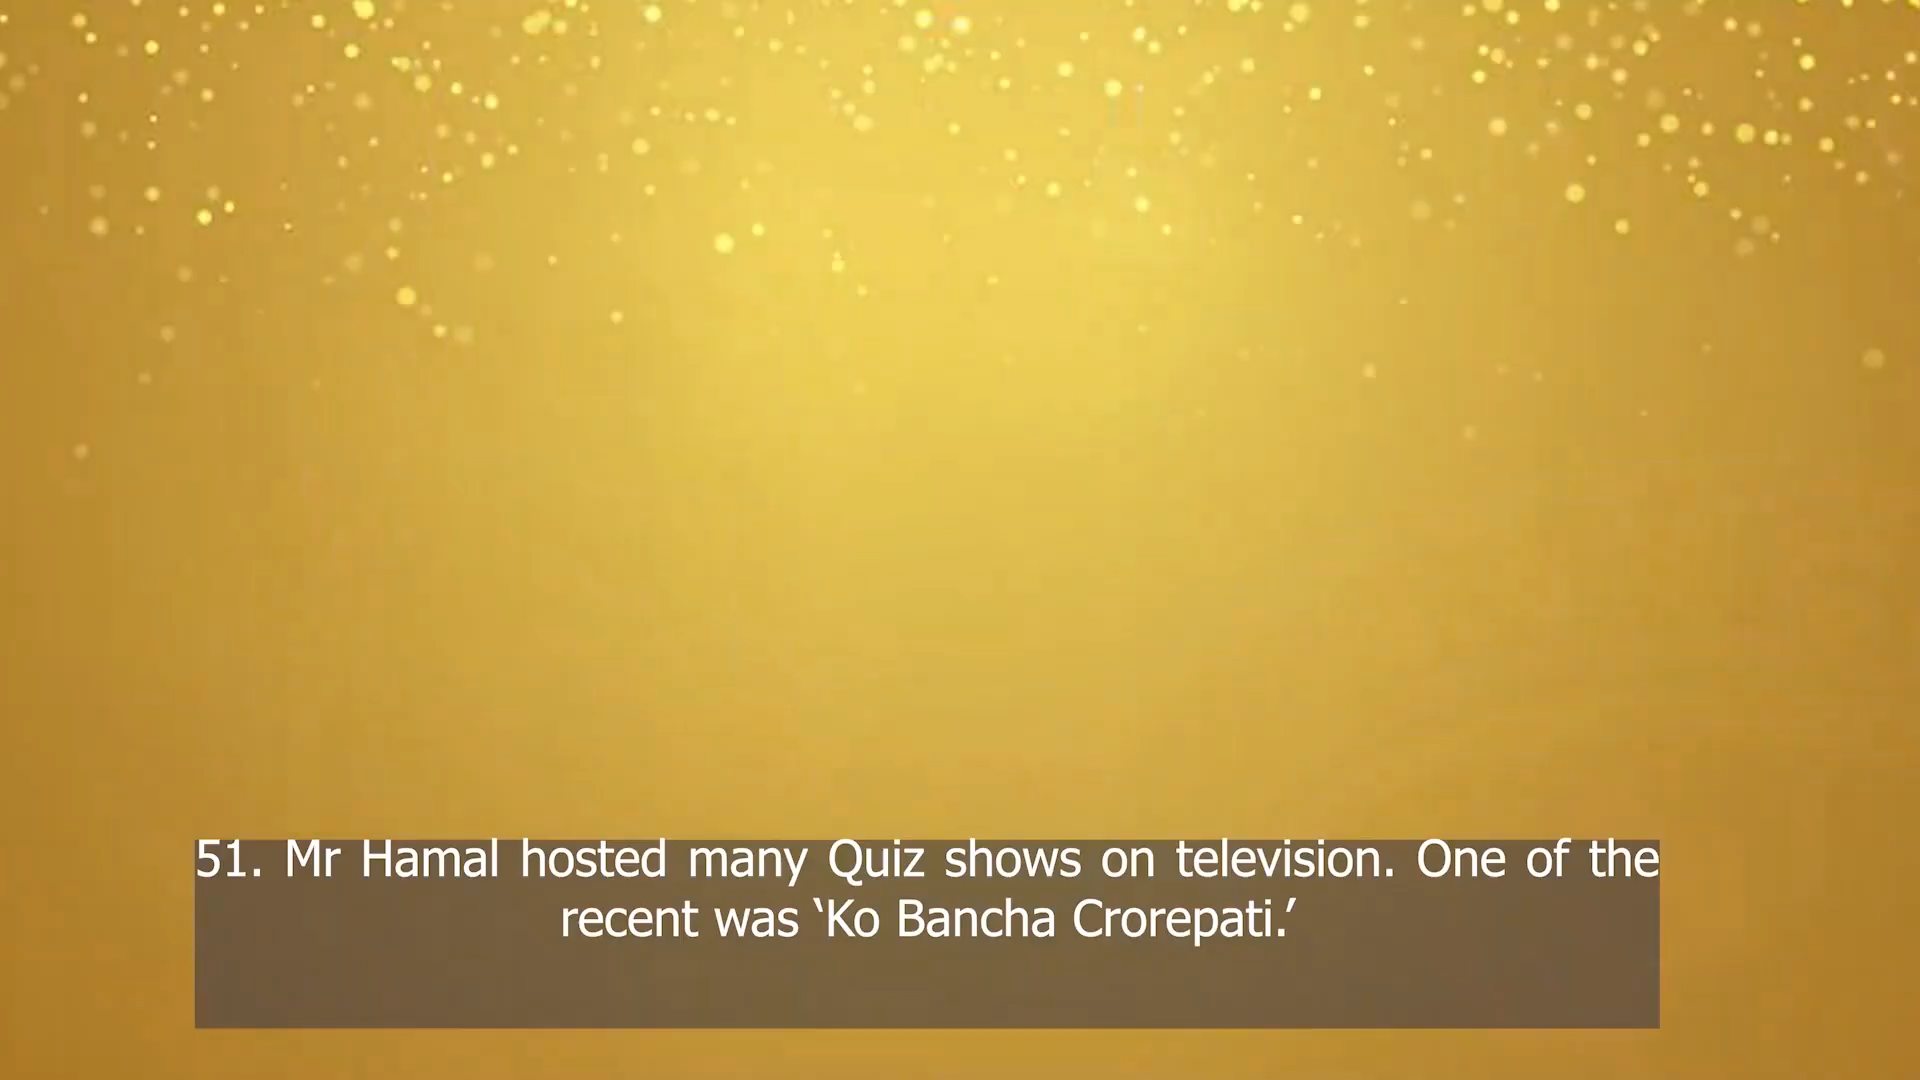 51. Mr Hamal hosted many Quiz shows on television. One of the
recent was ‘Ko Bancha Crorepati.’